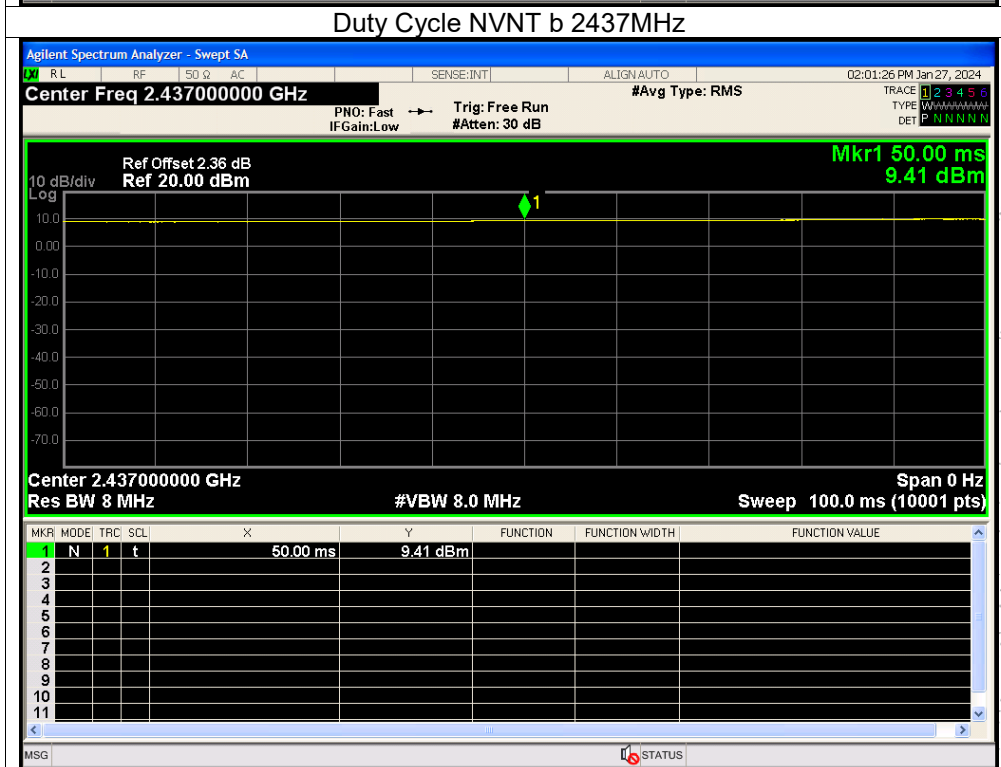 Duty Cycle NVNT b 2437MHz
Agilent Spectrum Analyzer - Swept SA
LXI RL RF 50 Ω AC SENSE:INT ALIGN AUTO 02:01:26 PM Jan 27, 2024
Center Freq 2.437000000 GHz #Avg Type: RMS TRACE 1 2 3 4 5 6
PNO: Fast Trig: Free Run TYPE WWWWWW
IFGain:Low #Atten: 30 dB DET P N N N N N
Mkr1 50.00 ms
Ref Offset 2.36 dB
10 dB/div Ref 20.00 dBm 9.41 dBm
Log
1
10.0
0.00
-10.0
-20.0
-30.0
-40.0
-50.0
-60.0
-70.0
Center 2.437000000 GHz Span 0 Hz
Res BW 8 MHz #VBW 8.0 MHz Sweep 100.0 ms (10001 pts)
MKR MODE TRC SCL X Y FUNCTION FUNCTION WIDTH FUNCTION VALUE
1 N 1 t 50.00 ms 9.41 dBm
2
3
4
5
6
7
8
9
10
11
MSG STATUS